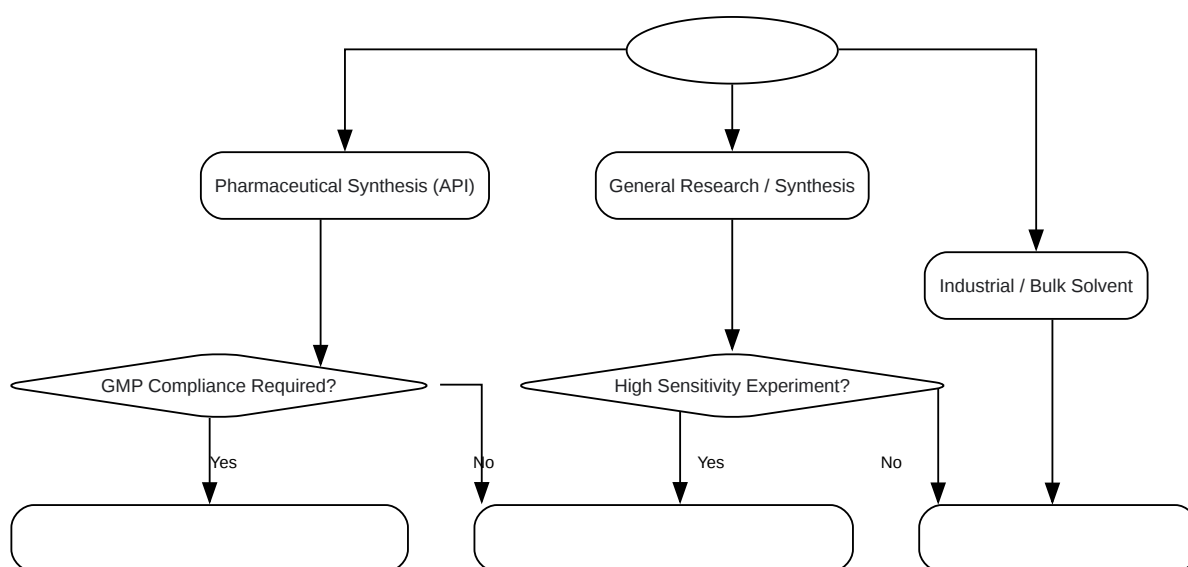 Pharmaceutical Synthesis (API)
General Research / Synthesis
Industrial / Bulk Solvent
GMP Compliance Required?
High Sensitivity Experiment?
Yes
No
Yes
No